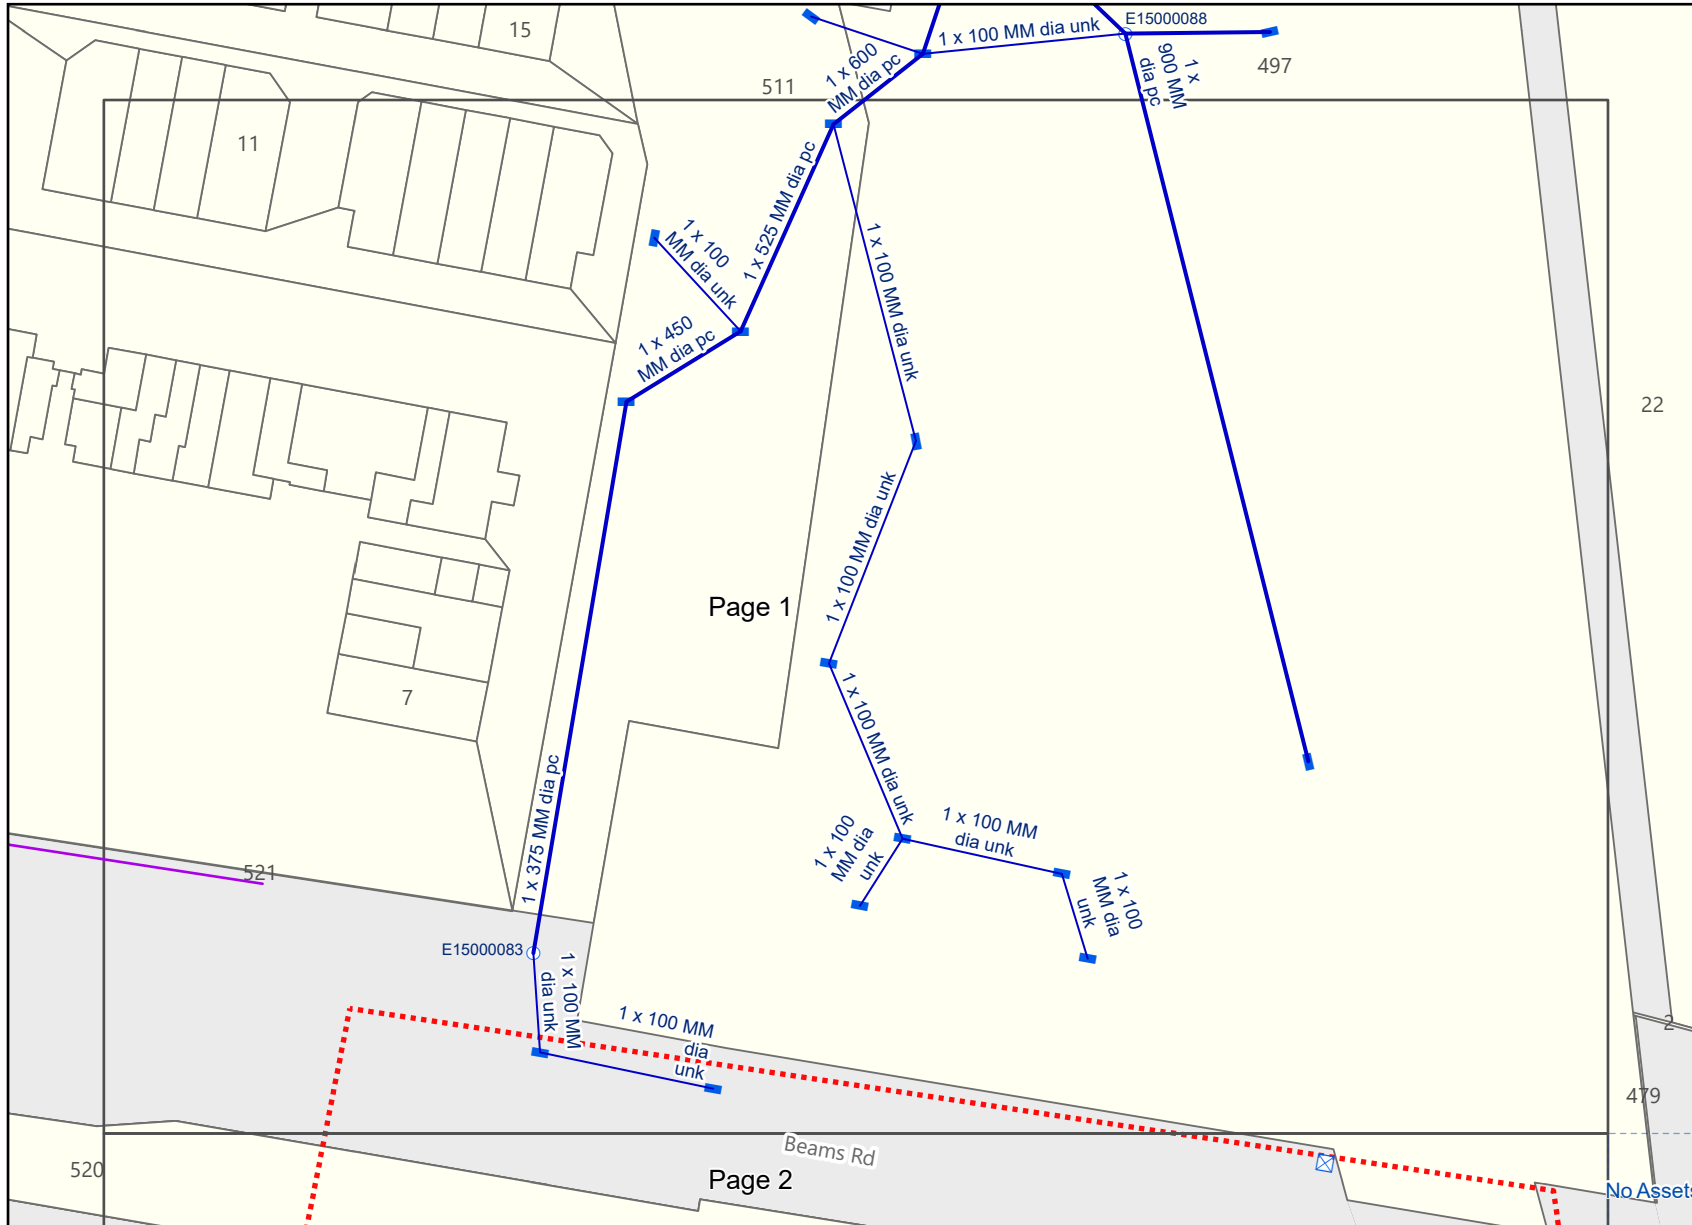 15
E15000088
1 x 100 MM dia unk
497
1 x 600
MM dia pc
1 x
900 MM
dia pc
511
11
1 x 525 MM dia pc
1 x 100
MM dia unk
1 x 100 MM dia unk
1 x 450
MM dia pc
22
1 x 100 MM dia unk
Page 1
7
1 x 100 MM dia unk
1 x 375 MM dia pc
1 x 100
MM dia
unk
1 x 100 MM
dia unk
521
1 x 100
MM dia
unk
E15000083
1 x 100 MM
dia unk
1 x 100 MM
dia
unk
2
479
Beams Rd
520
Page 2
No Assets